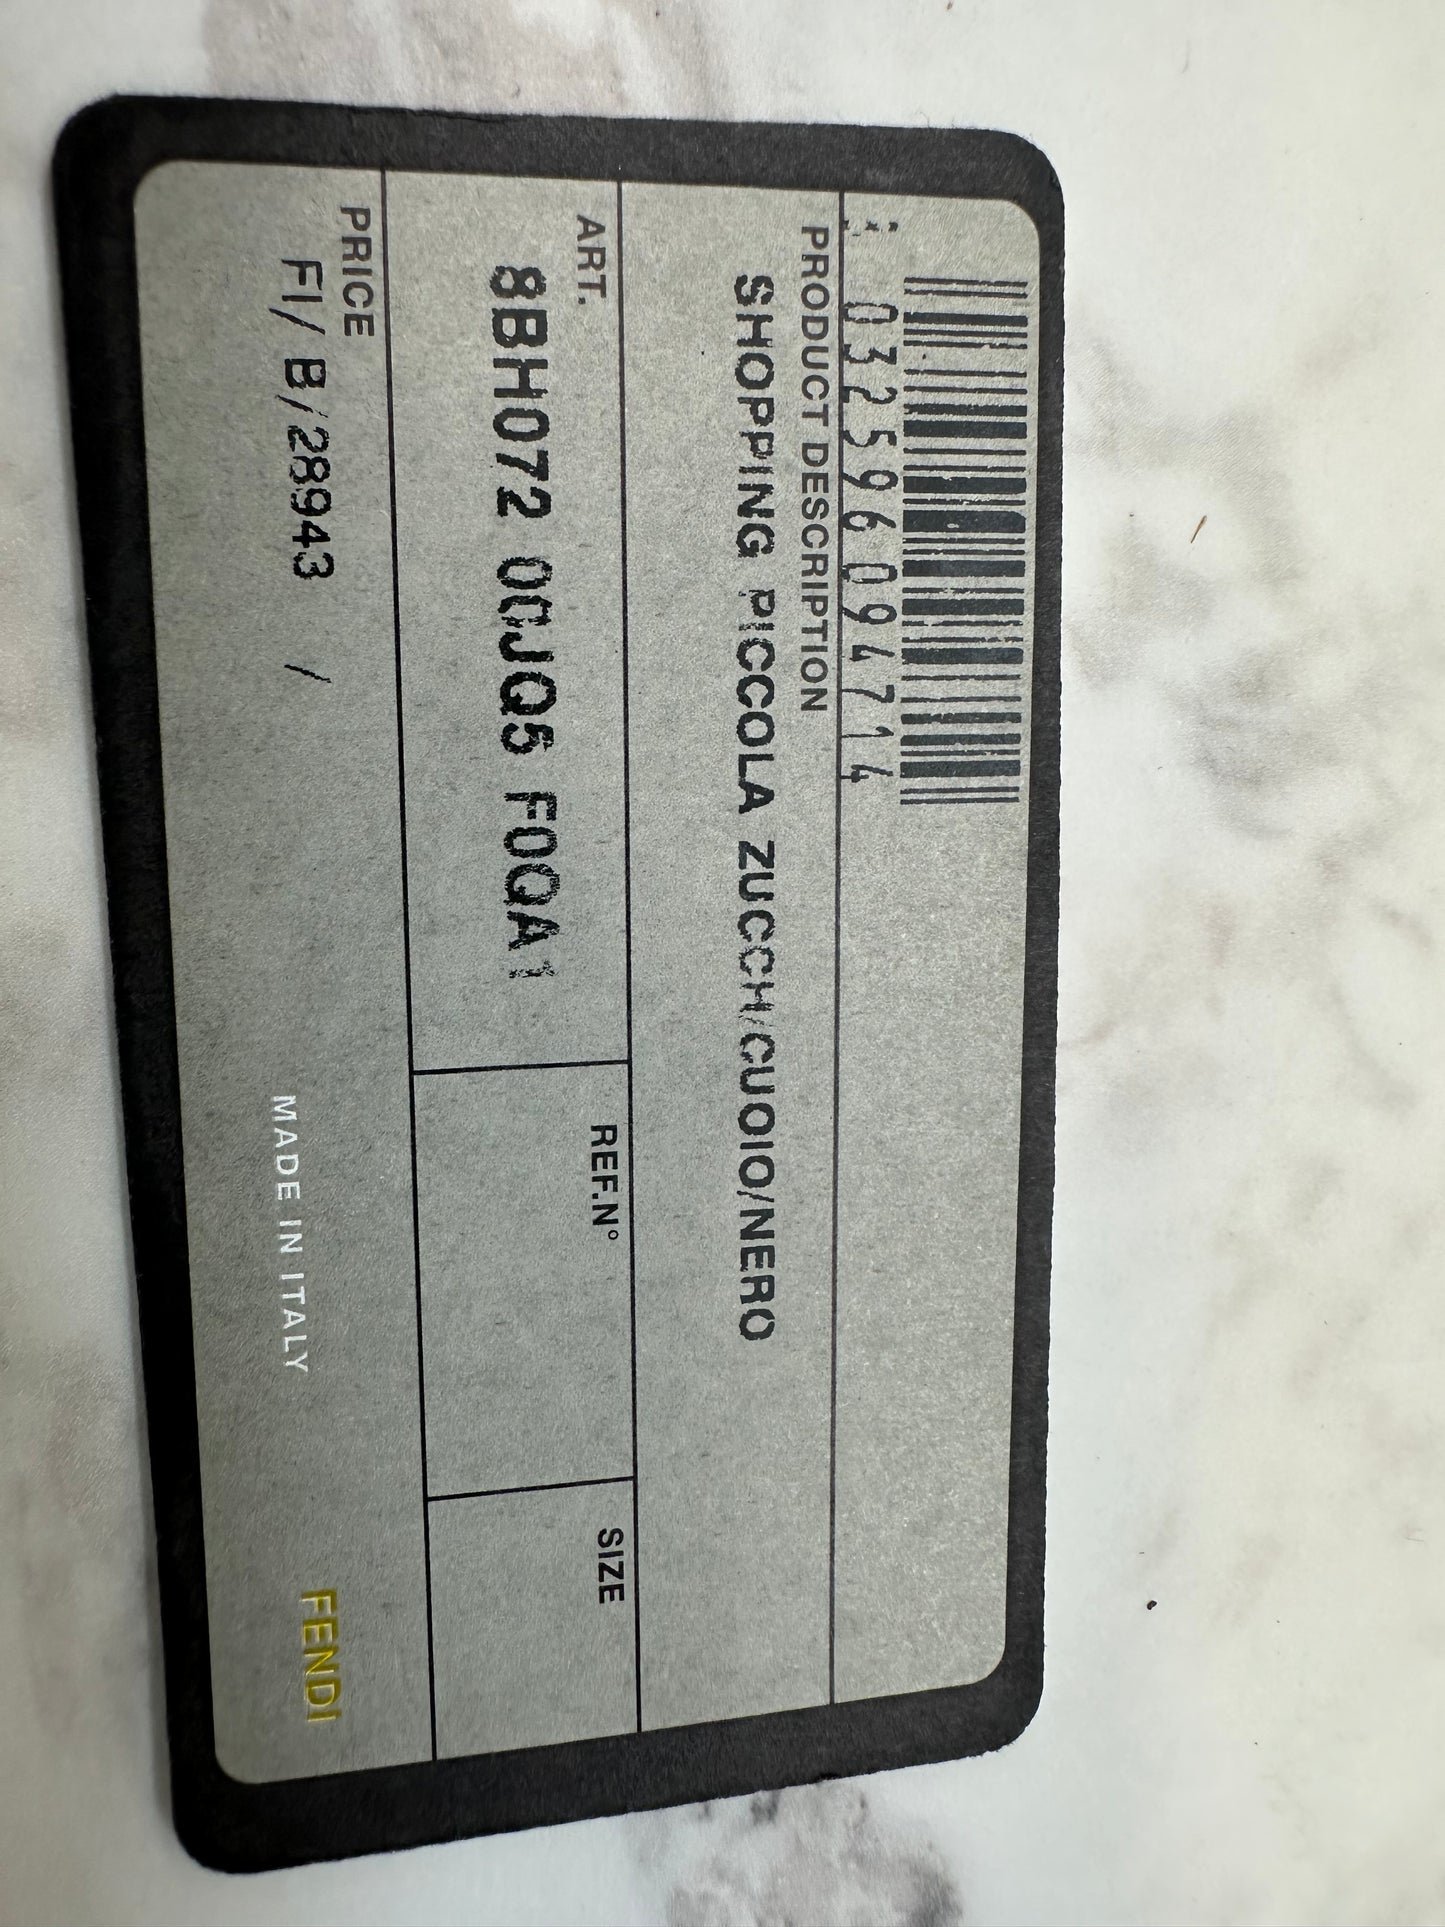 032596094714
PRODUCT DESCRIPTION
SHOPPING PICCOLA ZUCCH/CUOIO/NERO
ART.
8BH072 00JQ5 F0QA1
REF.N°
SIZE
PRICE
FI/ B/28943 /
MADE IN ITALY
FENDI